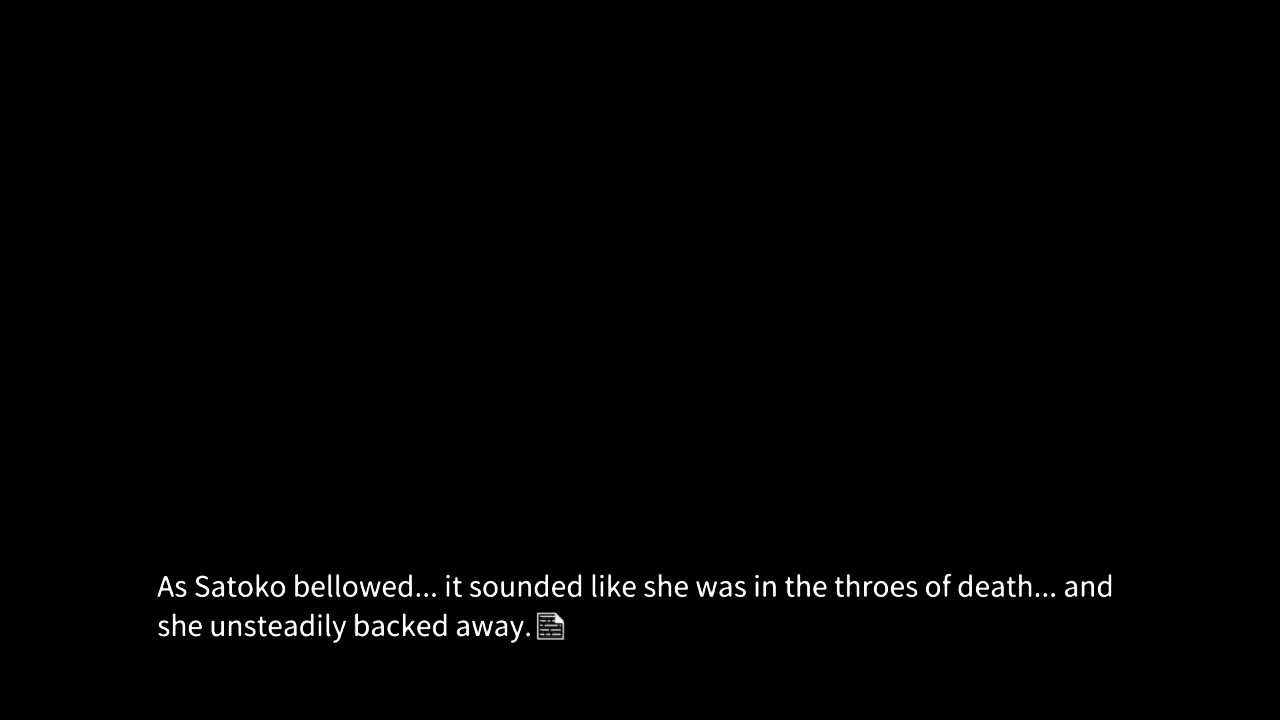 As Satoko bellowed... it sounded like she was in the throes of death... and
she unsteadily backed away.